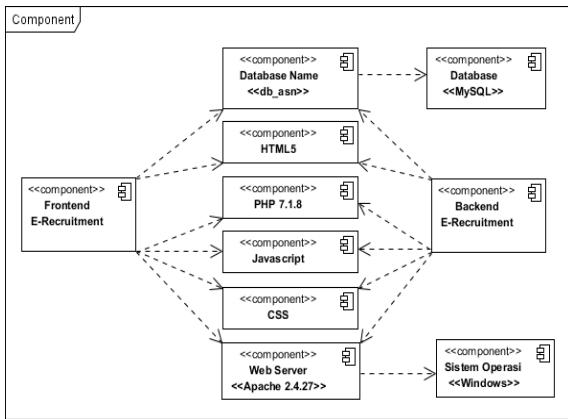 Component
<<component>>
Database Name
<<db_asn>>
<<component>>
Database
<<MySQL>>
<<component>>
HTML5
<<component>>
Frontend
E-Recruitment
<<component>>
PHP 7.1.8
<<component>>
Backend
E-Recruitment
<<component>>
Javascript
<<component>>
CSS
<<component>>
Web Server
<<Apache 2.4.27>>
<<component>>
Sistem Operasi
<<Windows>>